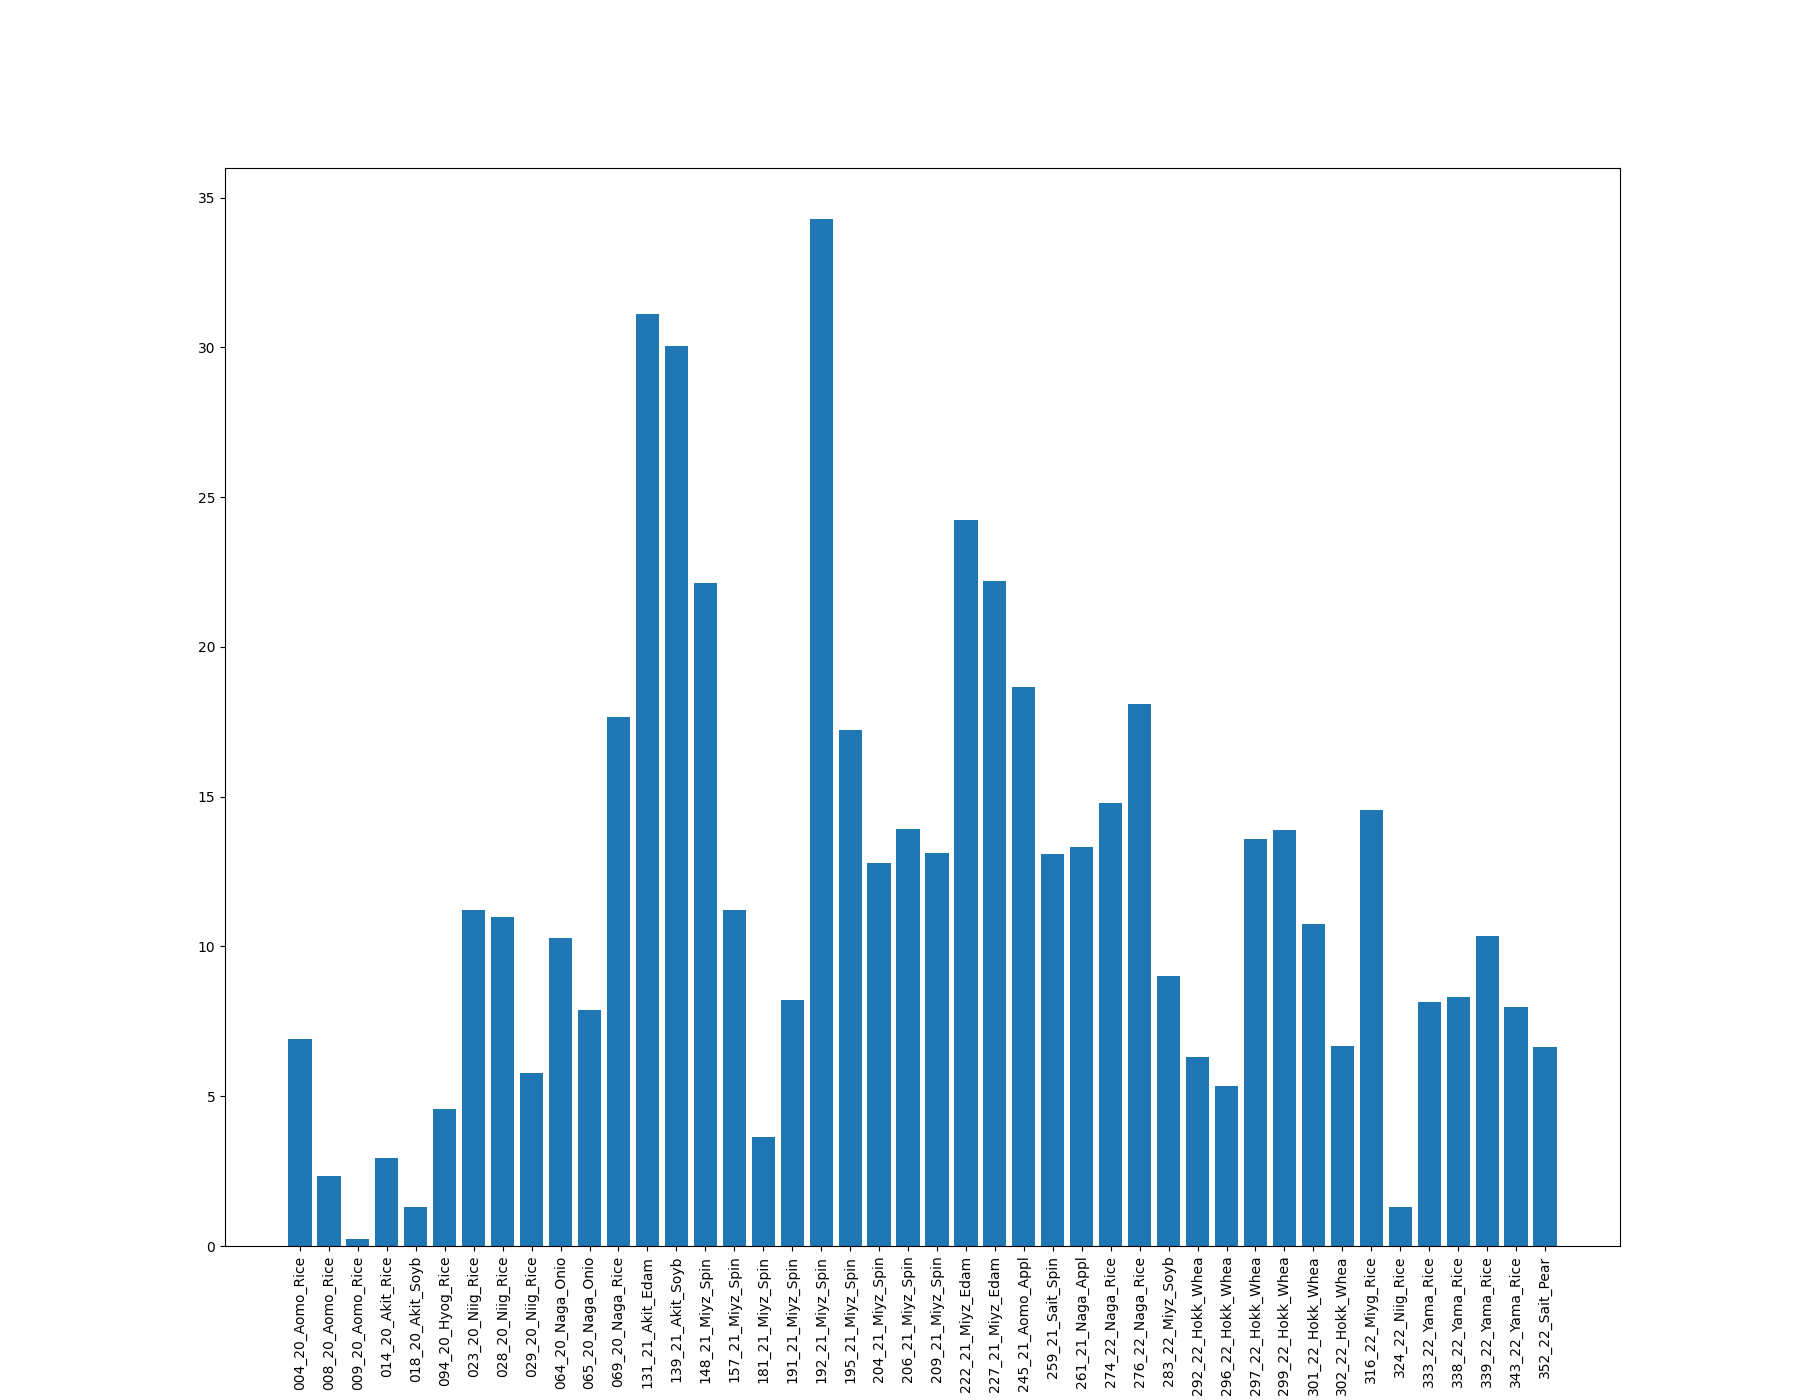 35
30
25
20
15
10
5
0
004_20_Aomo_Rice
008_20_Aomo_Rice
009_20_Aomo_Rice
014_20_Akit_Rice
018_20_Akit_Soyb
094_20_Hyog_Rice
023_20_Niig_Rice
028_20_Niig_Rice
029_20_Niig_Rice
064_20_Naga_Onio
065_20_Naga_Onio
069_20_Naga_Rice
131_21_Akit_Edam
139_21_Akit_Soyb
148_21_Miyz_Spin
157_21_Miyz_Spin
181_21_Miyz_Spin
191_21_Miyz_Spin
192_21_Miyz_Spin
195_21_Miyz_Spin
204_21_Miyz_Spin
206_21_Miyz_Spin
209_21_Miyz_Spin
222_21_Miyz_Edam
227_21_Miyz_Edam
245_21_Aomo_Appl
259_21_Sait_Spin
261_21_Naga_Appl
274_22_Naga_Rice
276_22_Naga_Rice
283_22_Miyz_Soyb
292_22_Hokk_Whea
296_22_Hokk_Whea
297_22_Hokk_Whea
299_22_Hokk_Whea
301_22_Hokk_Whea
302_22_Hokk_Whea
316_22_Miyg_Rice
324_22_Niig_Rice
333_22_Yama_Rice
338_22_Yama_Rice
339_22_Yama_Rice
343_22_Yama_Rice
352_22_Sait_Pear